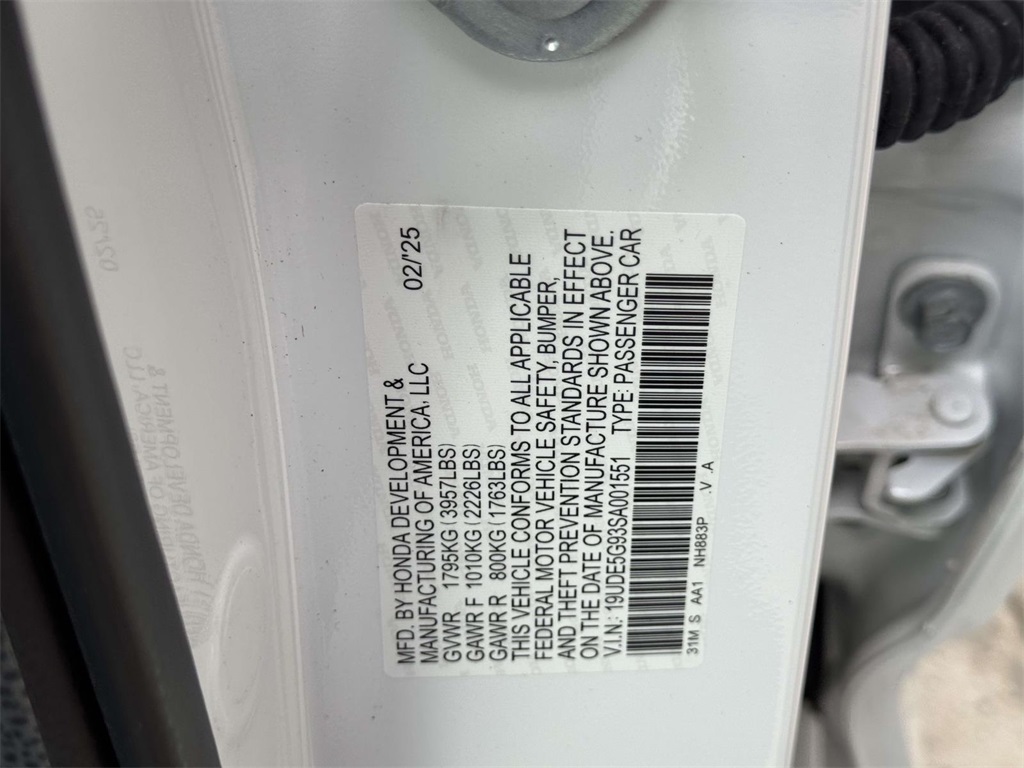 MFD. BY HONDA DEVELOPMENT & 02/'25
MANUFACTURING OF AMERICA, LLC
GVWR 1795KG (3957LBS)
GAWR F 1010KG (2226LBS)
GAWR R 800KG (1763LBS)
THIS VEHICLE CONFORMS TO ALL APPLICABLE
FEDERAL MOTOR VEHICLE SAFETY, BUMPER,
AND THEFT PREVENTION STANDARDS IN EFFECT
ON THE DATE OF MANUFACTURE SHOWN ABOVE.
V.I.N.: 19UDE5G93SA001551 TYPE: PASSENGER CAR
31M S AA1 NH883P .V .A